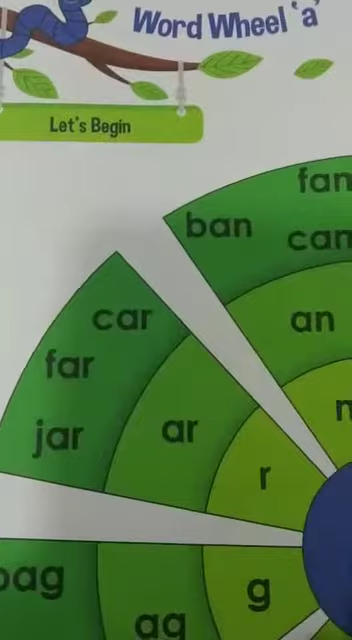 Word Wheel 'a'
Let's Begin
fan
ban
can
an
n
car
far
jar
ar
r
bag
ag
g